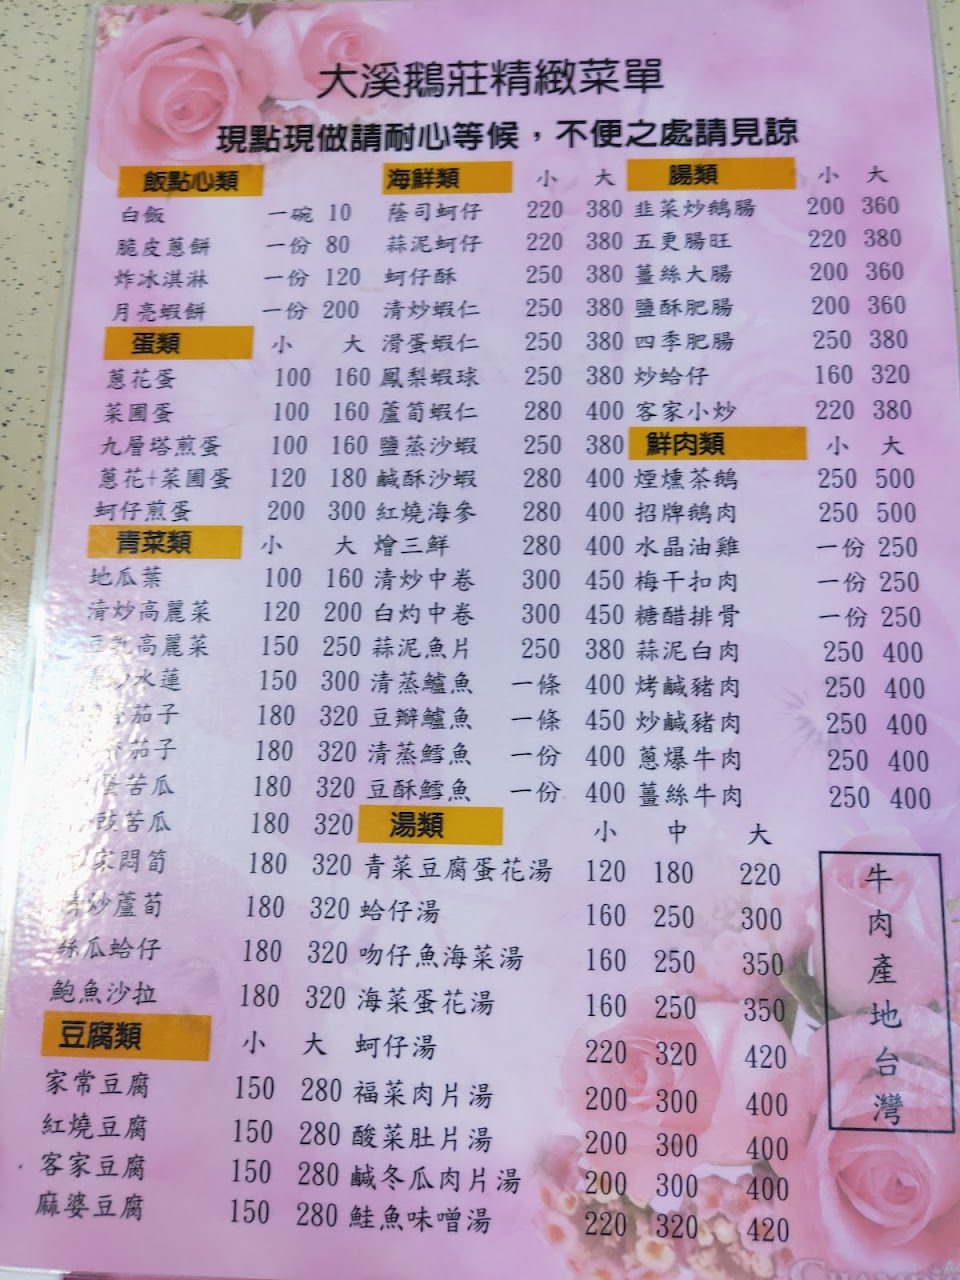 大溪鵝莊精緻菜單
現點現做請耐心等候，不便之處請見諒
飯點心類
白飯 一碗 10
脆皮蔥餅 一份 80
炸冰淇淋 一份 120
月亮蝦餅 一份 200
蛋類 小 大
蔥花蛋 100 160
菜圃蛋 100 160
九層塔煎蛋 100 160
蔥花+菜圃蛋 120 180
蚵仔煎蛋 200 300
青菜類 小 大
地瓜葉 100 160
清炒高麗菜 120 200
豆乳高麗菜 150 250
水蓮 150 300
茄子 180 320
茄子 180 320
蛋苦瓜 180 320
豉苦瓜 180 320
家悶筍 180 320
清炒蘆筍 180 320
絲瓜蛤仔 180 320
鮑魚沙拉 180 320
豆腐類 小 大
家常豆腐 150 280
紅燒豆腐 150 280
客家豆腐 150 280
麻婆豆腐 150 280
海鮮類 小 大
蔭司蚵仔 220 380
蒜泥蚵仔 220 380
蚵仔酥 250 380
清炒蝦仁 250 380
滑蛋蝦仁 250 380
鳳梨蝦球 250 380
蘆筍蝦仁 280 400
鹽蒸沙蝦 250 380
鹹酥沙蝦 280 400
紅燒海參 280 400
燴三鮮 280 400
清炒中卷 300 450
白灼中卷 300 450
蒜泥魚片 250 380
清蒸鱸魚 一條 400
豆瓣鱸魚 一條 450
清蒸鱈魚 一份 400
豆酥鱈魚 一份 400
湯類 小 中 大
青菜豆腐蛋花湯 120 180 220
蛤仔湯 160 250 300
吻仔魚海菜湯 160 250 350
海菜蛋花湯 160 250 350
蚵仔湯 220 320 420
福菜肉片湯 200 300 400
酸菜肚片湯 200 300 400
鹹冬瓜肉片湯 200 300 400
鮭魚味噌湯 220 320 420
腸類 小 大
韭菜炒鵝腸 200 360
五更腸旺 220 380
薑絲大腸 200 360
鹽酥肥腸 200 360
四季肥腸 250 380
炒蛤仔 160 320
客家小炒 220 380
鮮肉類 小 大
煙燻茶鵝 250 500
招牌鵝肉 250 500
水晶油雞 一份 250
梅干扣肉 一份 250
糖醋排骨 一份 250
蒜泥白肉 250 400
烤鹹豬肉 250 400
炒鹹豬肉 250 400
蔥爆牛肉 250 400
薑絲牛肉 250 400
牛肉產地台灣